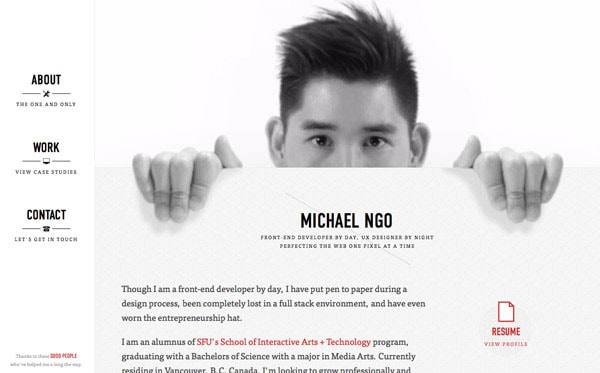 ABOUT
THE ONE AND ONLY
WORK
VIEW CASE STUDIES
CONTACT
LET'S GET IN TOUCH
Thanks to these GOOD PEOPLE
who've helped me along the way.
MICHAEL NGO
FRONT-END DEVELOPER BY DAY, UX DESIGNER BY NIGHT
PERFECTING THE WEB ONE PIXEL AT A TIME
Though I am a front-end developer by day, I have put pen to paper during a
design process, been completely lost in a full stack environment, and have even
worn the entrepreneurship hat.
I am an alumnus of SFU's School of Interactive Arts + Technology program,
graduating with a Bachelors of Science with a major in Media Arts. Currently
residing in Vancouver, B.C. Canada, I'm looking to grow professionally and
RESUME
VIEW PROFILE